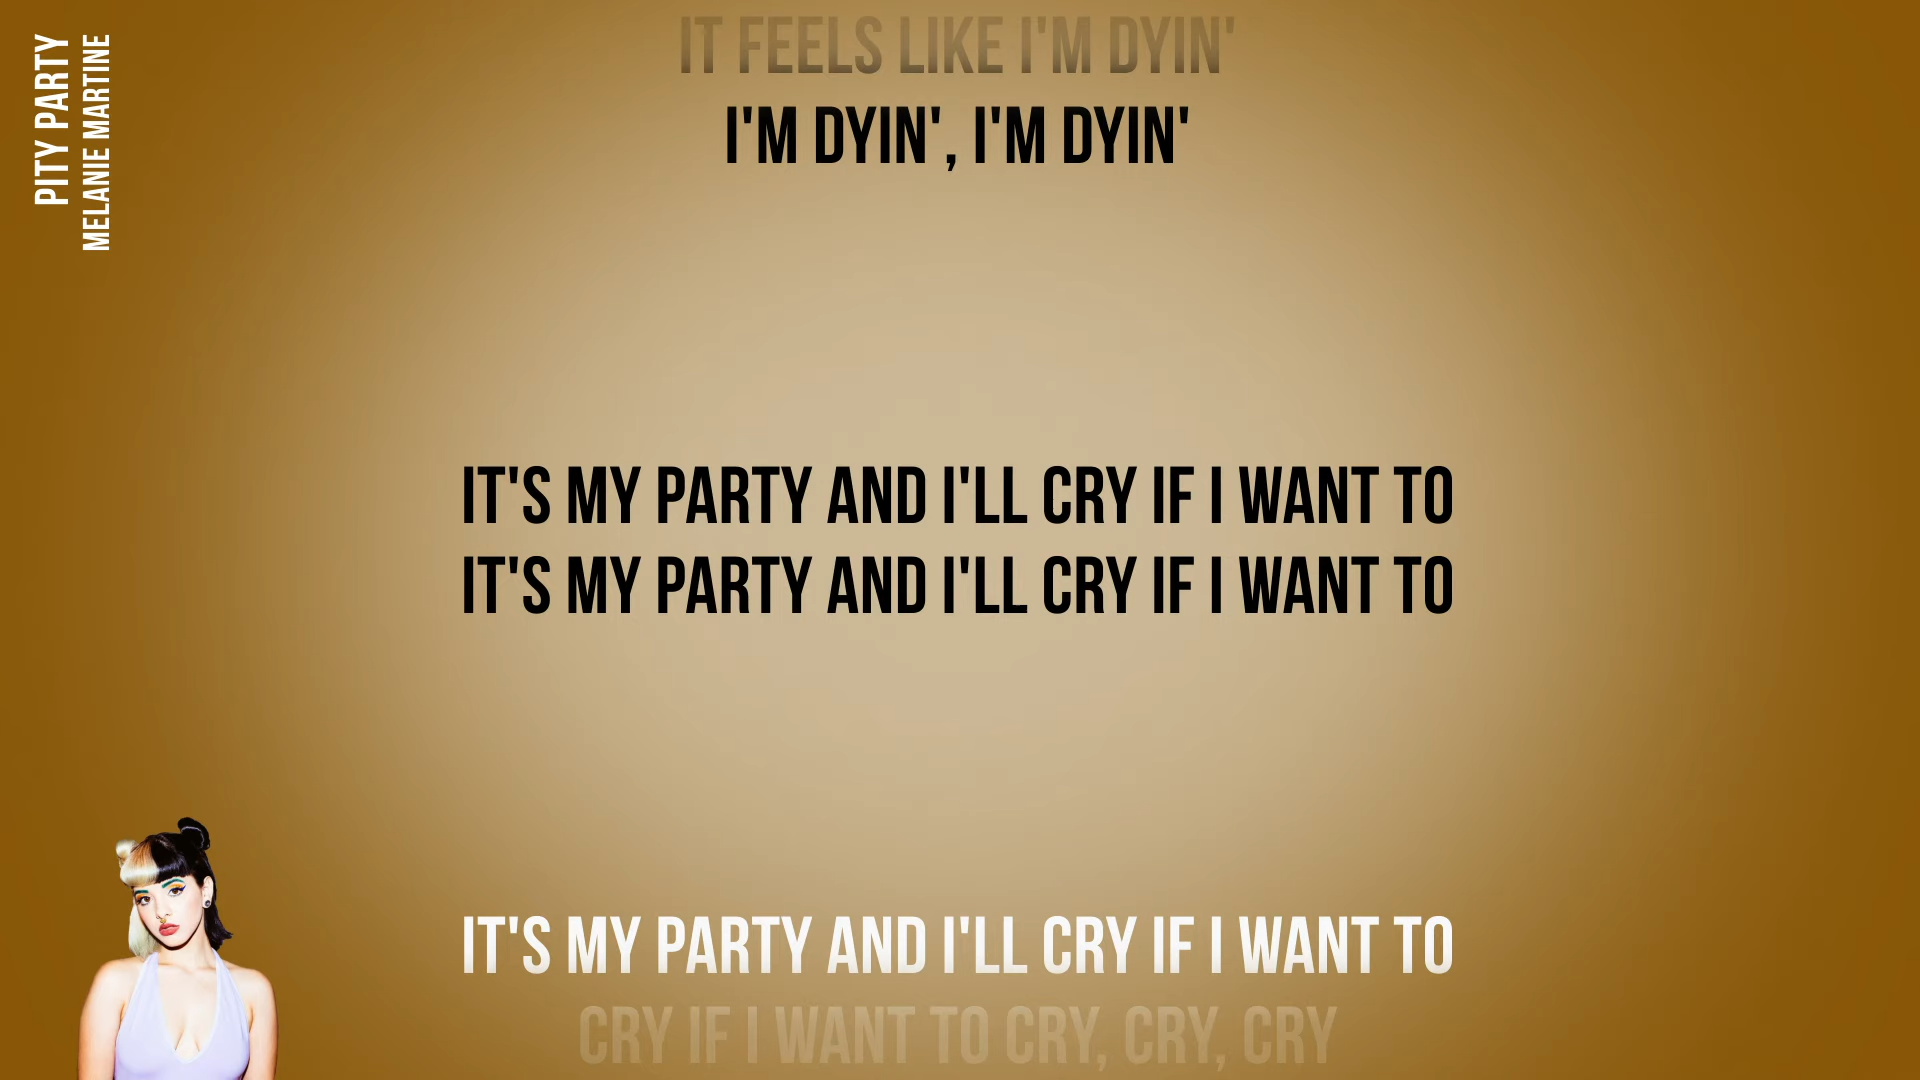 PITY PARTY
MELANIE MARTINE
IT FEELS LIKE I'M DYIN'
I'M DYIN', I'M DYIN'
IT'S MY PARTY AND I'LL CRY IF I WANT TO
IT'S MY PARTY AND I'LL CRY IF I WANT TO
IT'S MY PARTY AND I'LL CRY IF I WANT TO
CRY IF I WANT TO CRY, CRY, CRY